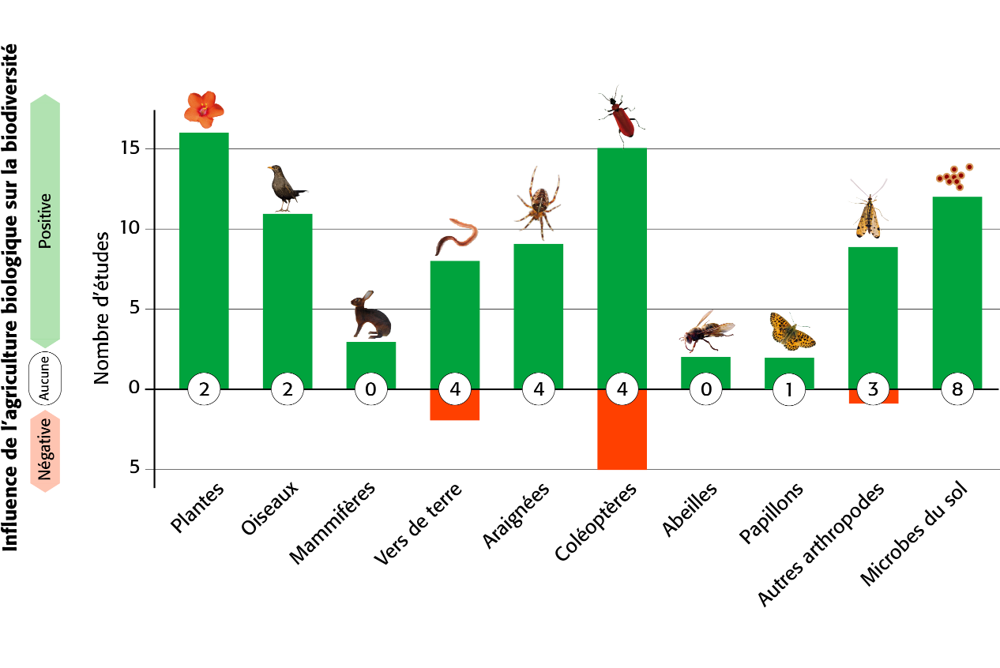 Influence de l'agriculture biologique sur la biodiversité
Positive
Aucune
Négative
Nombre d'études
15
10
5
0
5
2
2
0
4
4
4
0
1
3
8
Plantes
Oiseaux
Mammifères
Vers de terre
Araignées
Coléoptères
Abeilles
Papillons
Autres arthropodes
Microbes du sol